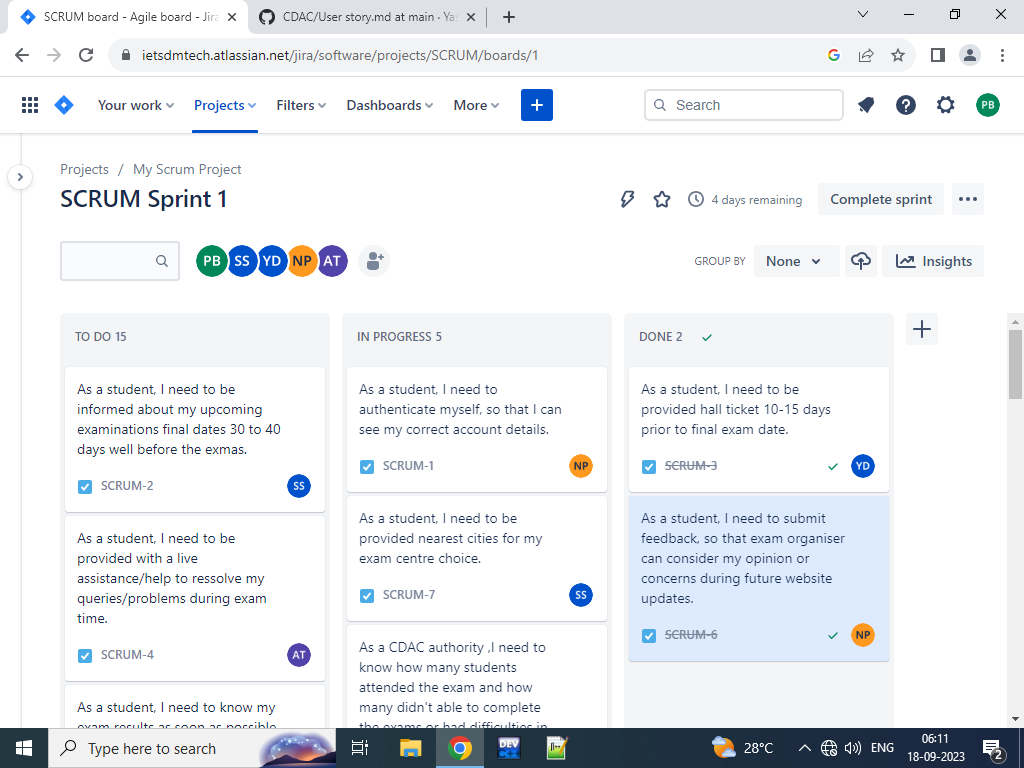 SCRUM board - Agile board - Jira
CDAC/User story.md at main · Yas
ietsdmtech.atlassian.net/jira/software/projects/SCRUM/boards/1
Your work
Projects
Filters
Dashboards
More
Search
PB
Projects / My Scrum Project
SCRUM Sprint 1
4 days remaining
Complete sprint
PB SS YD NP AT
GROUP BY
None
Insights
TO DO 15
As a student, I need to be
informed about my upcoming
examinations final dates 30 to 40
days well before the exmas.
SCRUM-2
SS
As a student, I need to be
provided with a live
assistance/help to ressolve my
queries/problems during exam
time.
SCRUM-4
AT
As a student, I need to know my
exam results as soon as possible
IN PROGRESS 5
As a student, I need to
authenticate myself, so that I can
see my correct account details.
SCRUM-1
NP
As a student, I need to be
provided nearest cities for my
exam centre choice.
SCRUM-7
SS
As a CDAC authority ,I need to
know how many students
attended the exam and how
many didn't able to complete
the exams or had difficulties in
DONE 2
As a student, I need to be
provided hall ticket 10-15 days
prior to final exam date.
SCRUM-3
YD
As a student, I need to submit
feedback, so that exam organiser
can consider my opinion or
concerns during future website
updates.
SCRUM-6
NP
Type here to search
DEV
28°C
ENG
06:11
18-09-2023
2